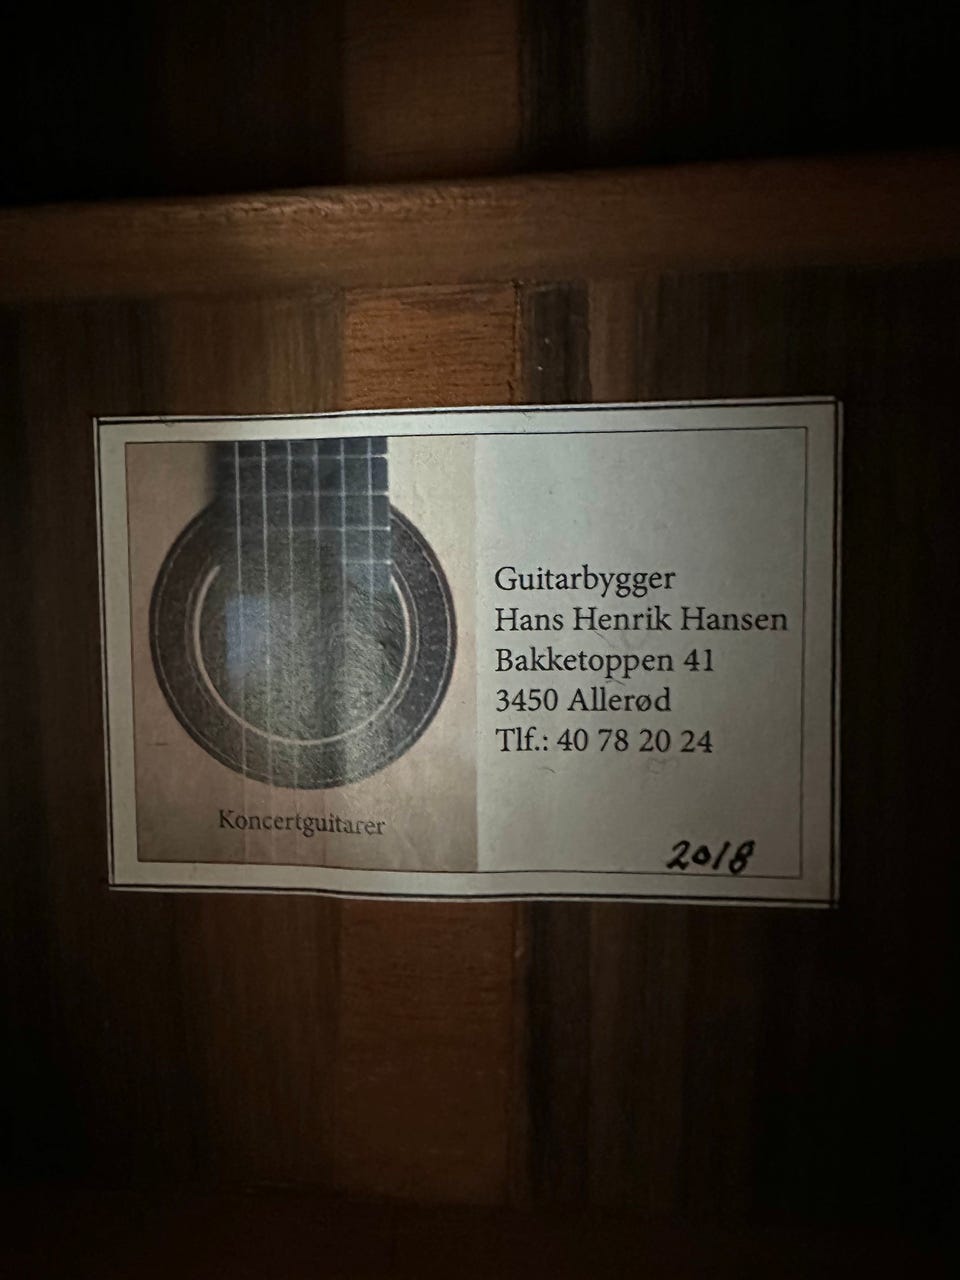 Koncertguitarer
Guitarbygger
Hans Henrik Hansen
Bakketoppen 41
3450 Allerød
Tlf.: 40 78 20 24
2018